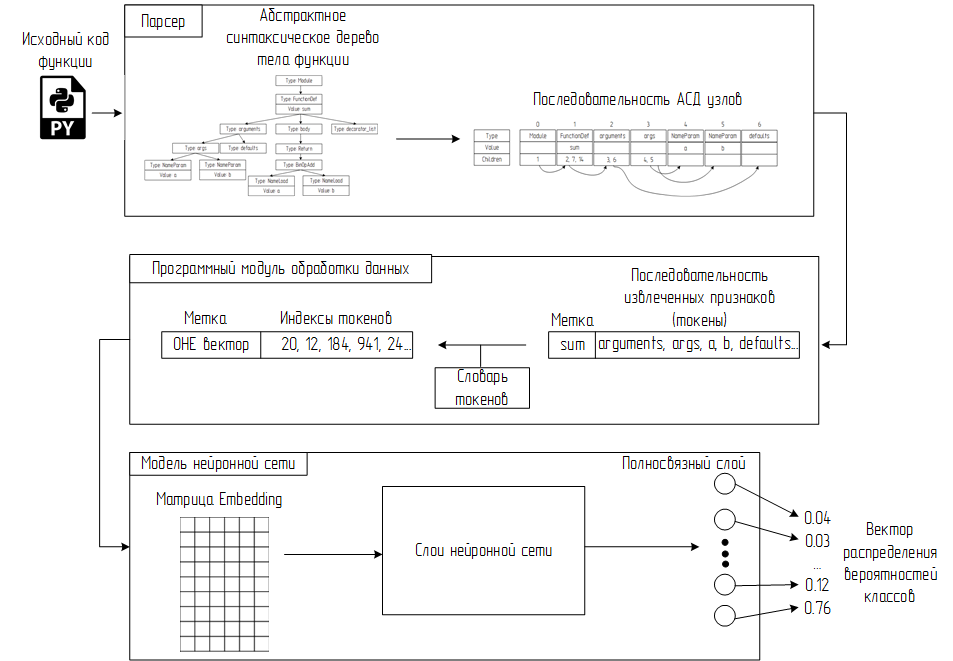 Парсер
Исходный код
функции
PY
Абстрактное
синтаксическое дерево
тела функции
Type Module
Type FunctionDef
Value sum
Type arguments
Type body
Type decorator_list
Type args
Type defaults
Type Return
Type NameParam
Value a
Type NameParam
Value b
Type BinOpAdd
Type NameLoad
Value a
Type NameLoad
Value b
Последовательность АСД узлов
0 1 2 3 4 5 6
Type Module FunctionDef arguments args NameParam NameParam defaults
Value sum a b
Children 1 2, 7, 14 3, 6 4, 5
Программный модуль обработки данных
Последовательность
извлеченных признаков
(токены)
Метка
sum
arguments, args, a, b, defaults...
Словарь
токенов
Метка
Индексы токенов
OHE вектор
20, 12, 184, 941, 24...
Модель нейронной сети
Матрица Embedding
Слои нейронной сети
Полносвязный слой
0.04
0.03
...
0.12
0.76
Вектор
распределения
вероятностей
классов